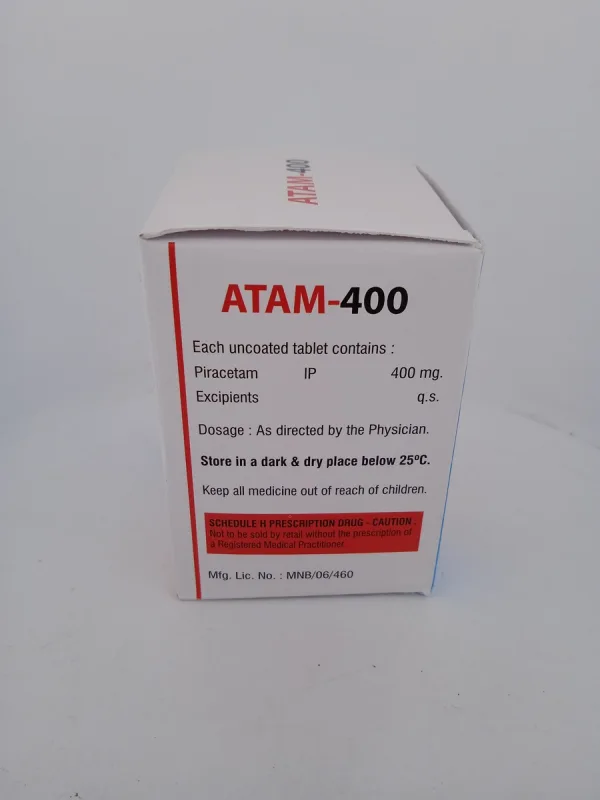 ATAM-400
ATAM-400
Each uncoated tablet contains :
Piracetam IP 400 mg.
Excipients q.s.
Dosage : As directed by the Physician.
Store in a dark & dry place below 25ºC.
Keep all medicine out of reach of children.
SCHEDULE H PRESCRIPTION DRUG - CAUTION .
Not to be sold by retail without the prescription of
a Registered Medical Practitioner.
Mfg. Lic. No. : MNB/06/460